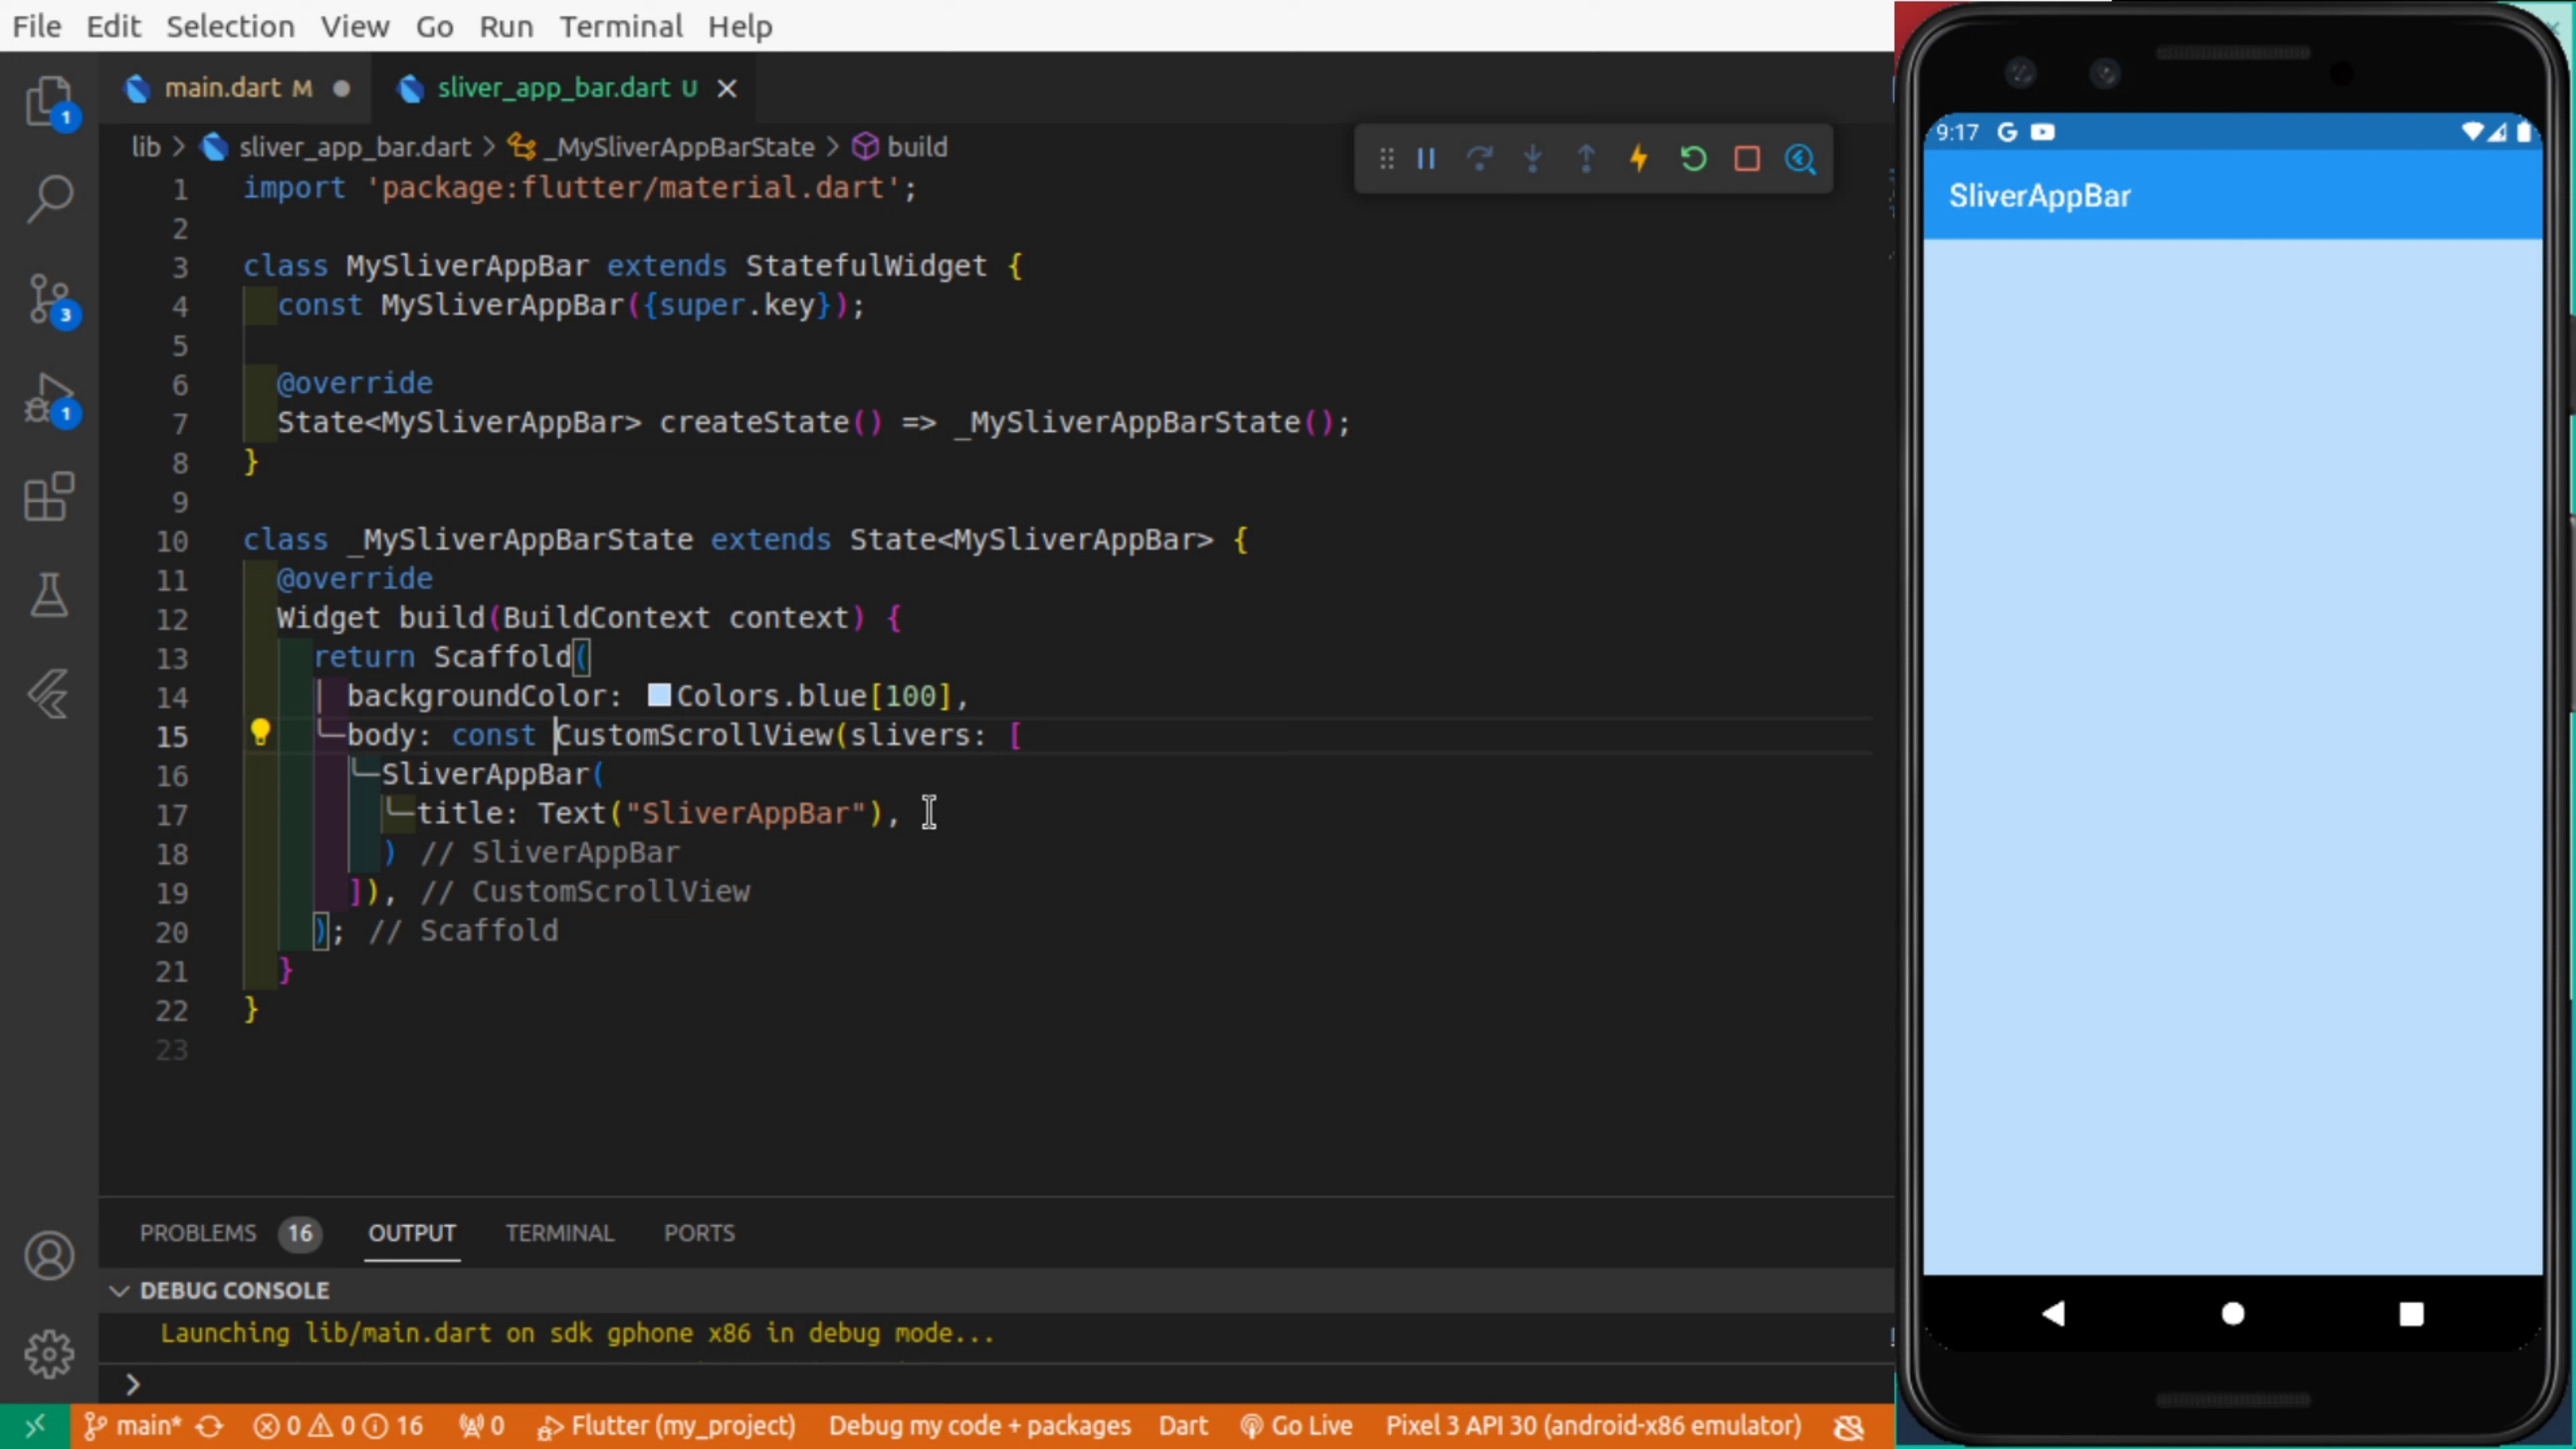 File Edit Selection View Go Run Terminal Help
main.dart M sliver_app_bar.dart U
lib > sliver_app_bar.dart > _MySliverAppBarState > build
1 import 'package:flutter/material.dart';
2
3 class MySliverAppBar extends StatefulWidget {
4 const MySliverAppBar({super.key});
5
6 @override
7 State<MySliverAppBar> createState() => _MySliverAppBarState();
8 }
9
10 class _MySliverAppBarState extends State<MySliverAppBar> {
11 @override
12 Widget build(BuildContext context) {
13 return Scaffold(
14 backgroundColor: Colors.blue[100],
15 body: const CustomScrollView(slivers: [
16 SliverAppBar(
17 title: Text("SliverAppBar"),
18 ) // SliverAppBar
19 ]), // CustomScrollView
20 ); // Scaffold
21 }
22 }
23
1
3
1
PROBLEMS 16 OUTPUT TERMINAL PORTS
DEBUG CONSOLE
Launching lib/main.dart on sdk gphone x86 in debug mode...
>
main* 0 0 16 0 Flutter (my_project) Debug my code + packages Dart Go Live Pixel 3 API 30 (android-x86 emulator)
9:17 G
SliverAppBar